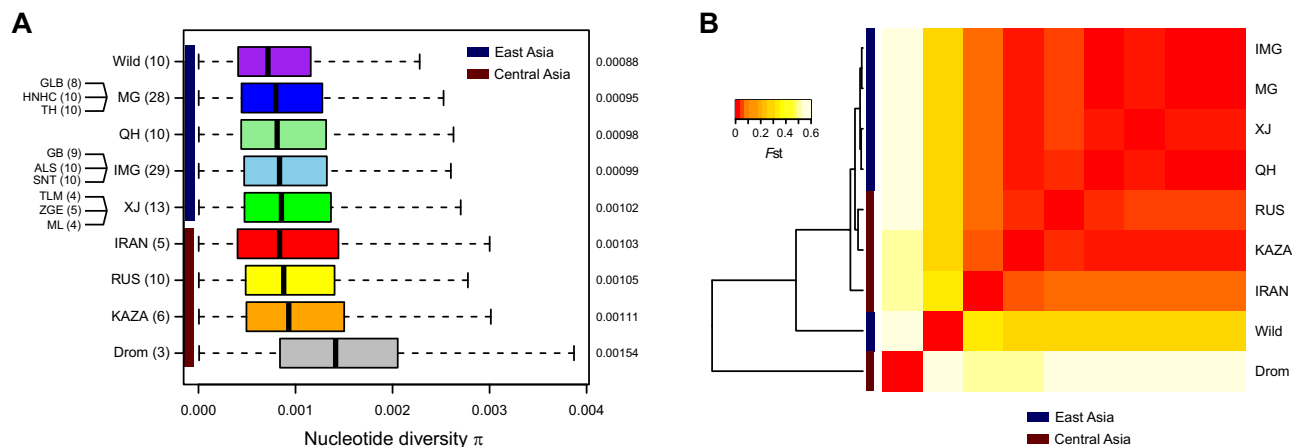 A
East Asia
Central Asia
Wild (10)
0.00088
GLB (8)
HNHC (10)
TH (10)
MG (28)
0.00095
QH (10)
0.00098
GB (9)
ALS (10)
SNT (10)
IMG (29)
0.00099
TLM (4)
ZGE (5)
ML (4)
XJ (13)
0.00102
IRAN (5)
0.00103
RUS (10)
0.00105
KAZA (6)
0.00111
Drom (3)
0.00154
0.000 0.001 0.002 0.003 0.004
Nucleotide diversity π
B
0 0.2 0.4 0.6
Fst
IMG
MG
XJ
QH
RUS
KAZA
IRAN
Wild
Drom
East Asia
Central Asia